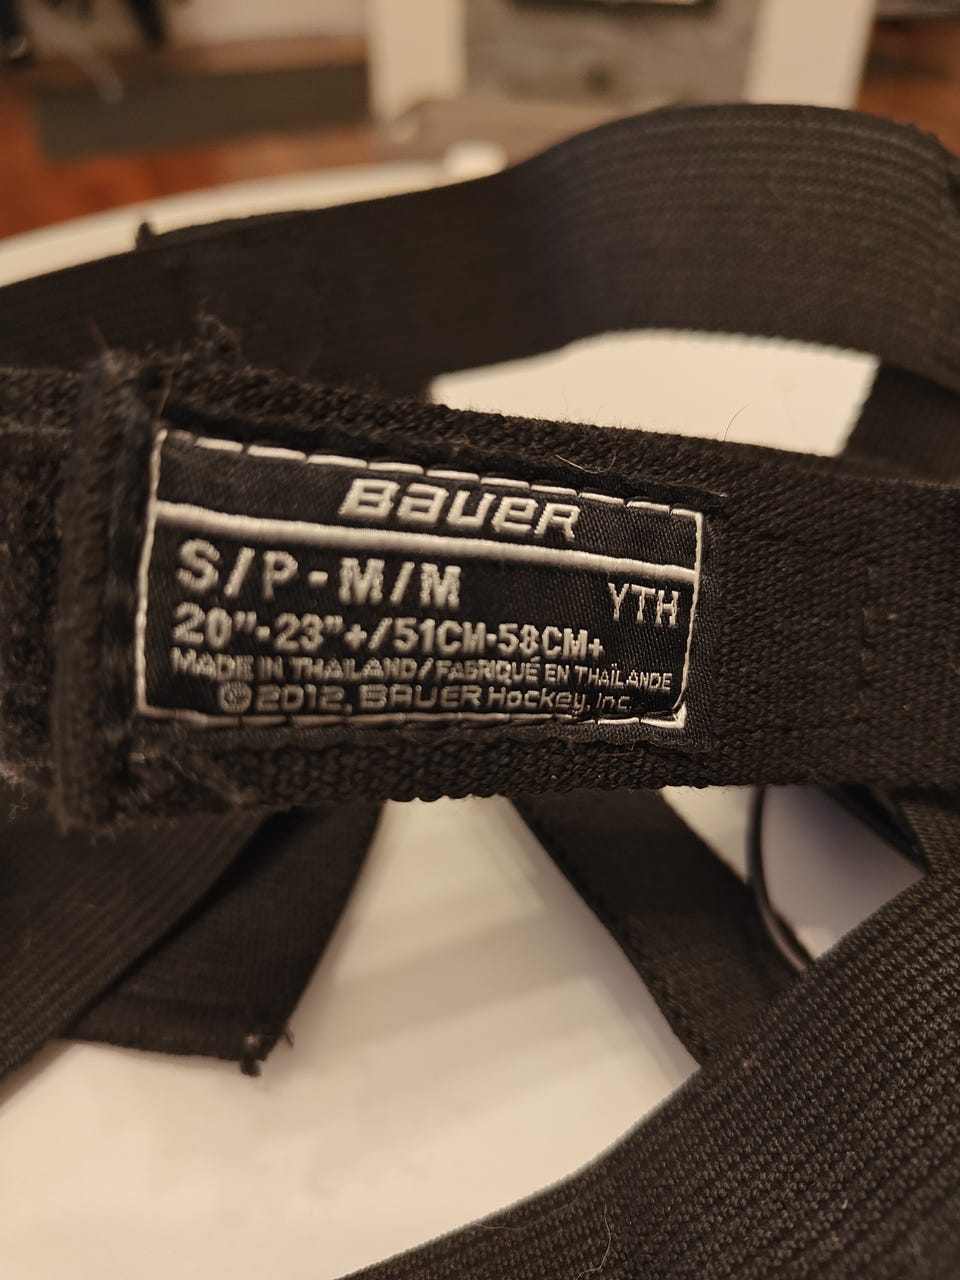 BAUER
S/P - M/M YTH
20"-23"+/51CM-58CM+
MADE IN THAILAND/FABRIQUÉ EN THAÏLANDE
©2012, BAUER Hockey, Inc